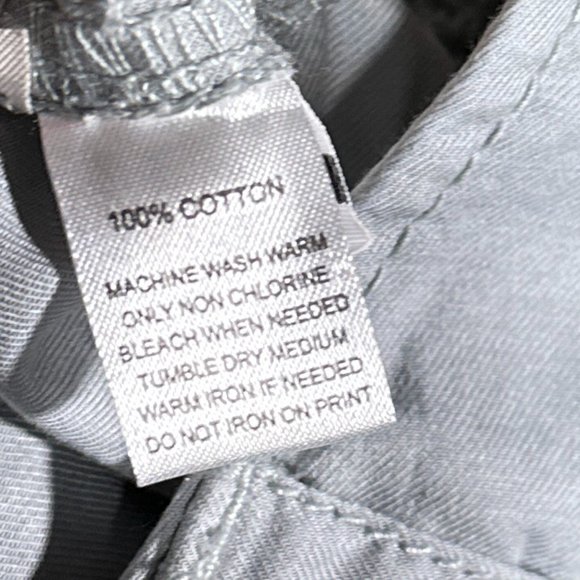 100% COTTON
MACHINE WASH WARM
ONLY NON CHLORINE
BLEACH WHEN NEEDED
TUMBLE DRY MEDIUM
WARM IRON IF NEEDED
DO NOT IRON ON PRINT